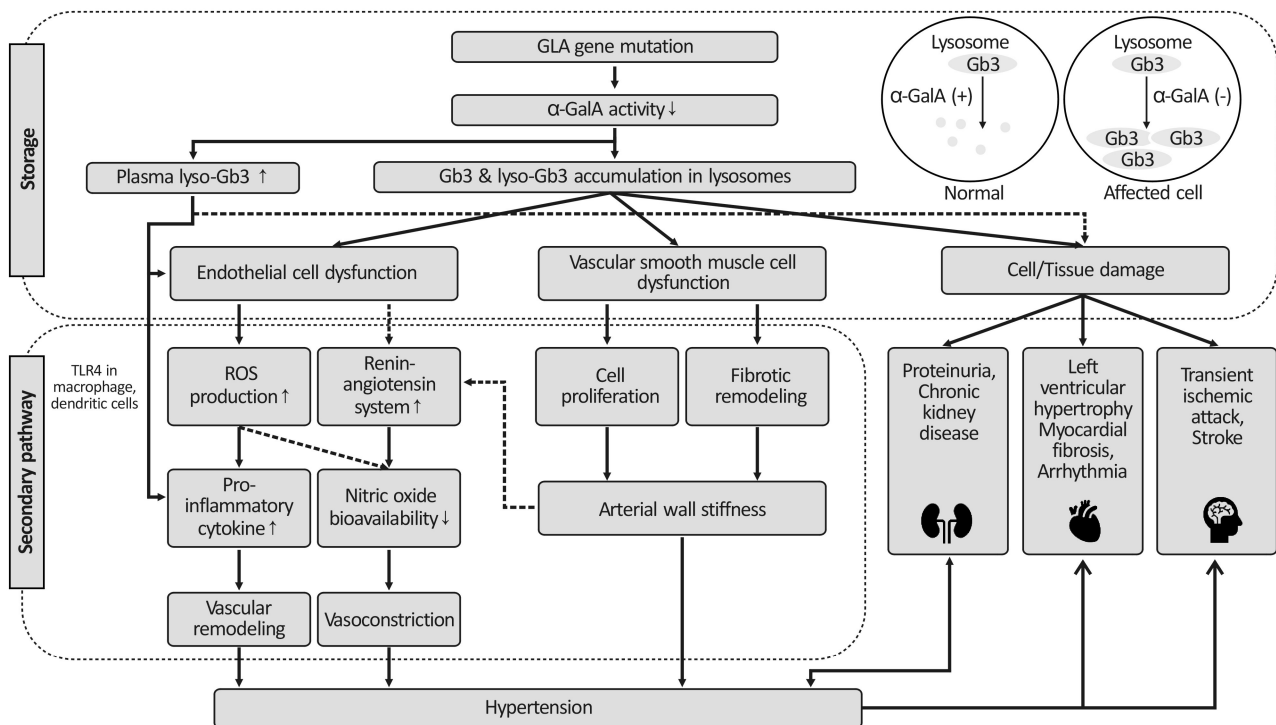 Storage
GLA gene mutation
α-GalA activity↓
Plasma lyso-Gb3 ↑
Gb3 & lyso-Gb3 accumulation in lysosomes
Lysosome
Gb3
α-GalA (+)
Normal
Lysosome
Gb3
α-GalA (-)
Gb3
Gb3
Gb3
Affected cell
Endothelial cell dysfunction
Vascular smooth muscle cell
dysfunction
Cell/Tissue damage
Secondary pathway
TLR4 in
macrophage,
dendritic cells
ROS
production↑
Renin-
angiotensin
system↑
Cell
proliferation
Fibrotic
remodeling
Proteinuria,
Chronic
kidney
disease
Left
ventricular
hypertrophy
Myocardial
fibrosis,
Arrhythmia
Transient
ischemic
attack,
Stroke
Pro-
inflammatory
cytokine↑
Nitric oxide
bioavailability↓
Arterial wall stiffness
Vascular
remodeling
Vasoconstriction
Hypertension